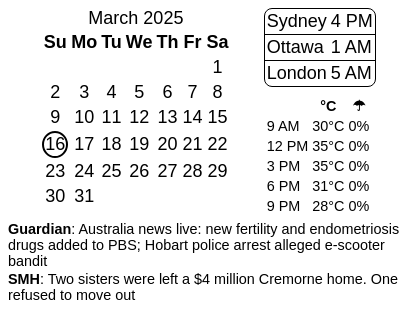 March 2025
Su Mo Tu We Th Fr Sa
1
2 3 4 5 6 7 8
9 10 11 12 13 14 15
16 17 18 19 20 21 22
23 24 25 26 27 28 29
30 31
Sydney 4 PM
Ottawa 1 AM
London 5 AM
°C ☂
9 AM 30°C 0%
12 PM 35°C 0%
3 PM 35°C 0%
6 PM 31°C 0%
9 PM 28°C 0%
Guardian: Australia news live: new fertility and endometriosis
drugs added to PBS; Hobart police arrest alleged e-scooter
bandit
SMH: Two sisters were left a $4 million Cremorne home. One
refused to move out